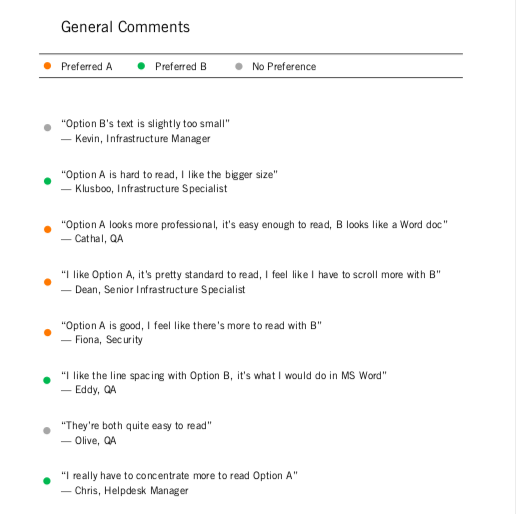 General Comments
Preferred A Preferred B No Preference
“Option B’s text is slightly too small”
— Kevin, Infrastructure Manager
“Option A is hard to read, I like the bigger size”
— Klusboo, Infrastructure Specialist
“Option A looks more professional, it’s easy enough to read, B looks like a Word doc”
— Cathal, QA
“I like Option A, it’s pretty standard to read, I feel like I have to scroll more with B”
— Dean, Senior Infrastructure Specialist
“Option A is good, I feel like there’s more to read with B”
— Fiona, Security
“I like the line spacing with Option B, it’s what I would do in MS Word”
— Eddy, QA
“They’re both quite easy to read”
— Olive, QA
“I really have to concentrate more to read Option A”
— Chris, Helpdesk Manager